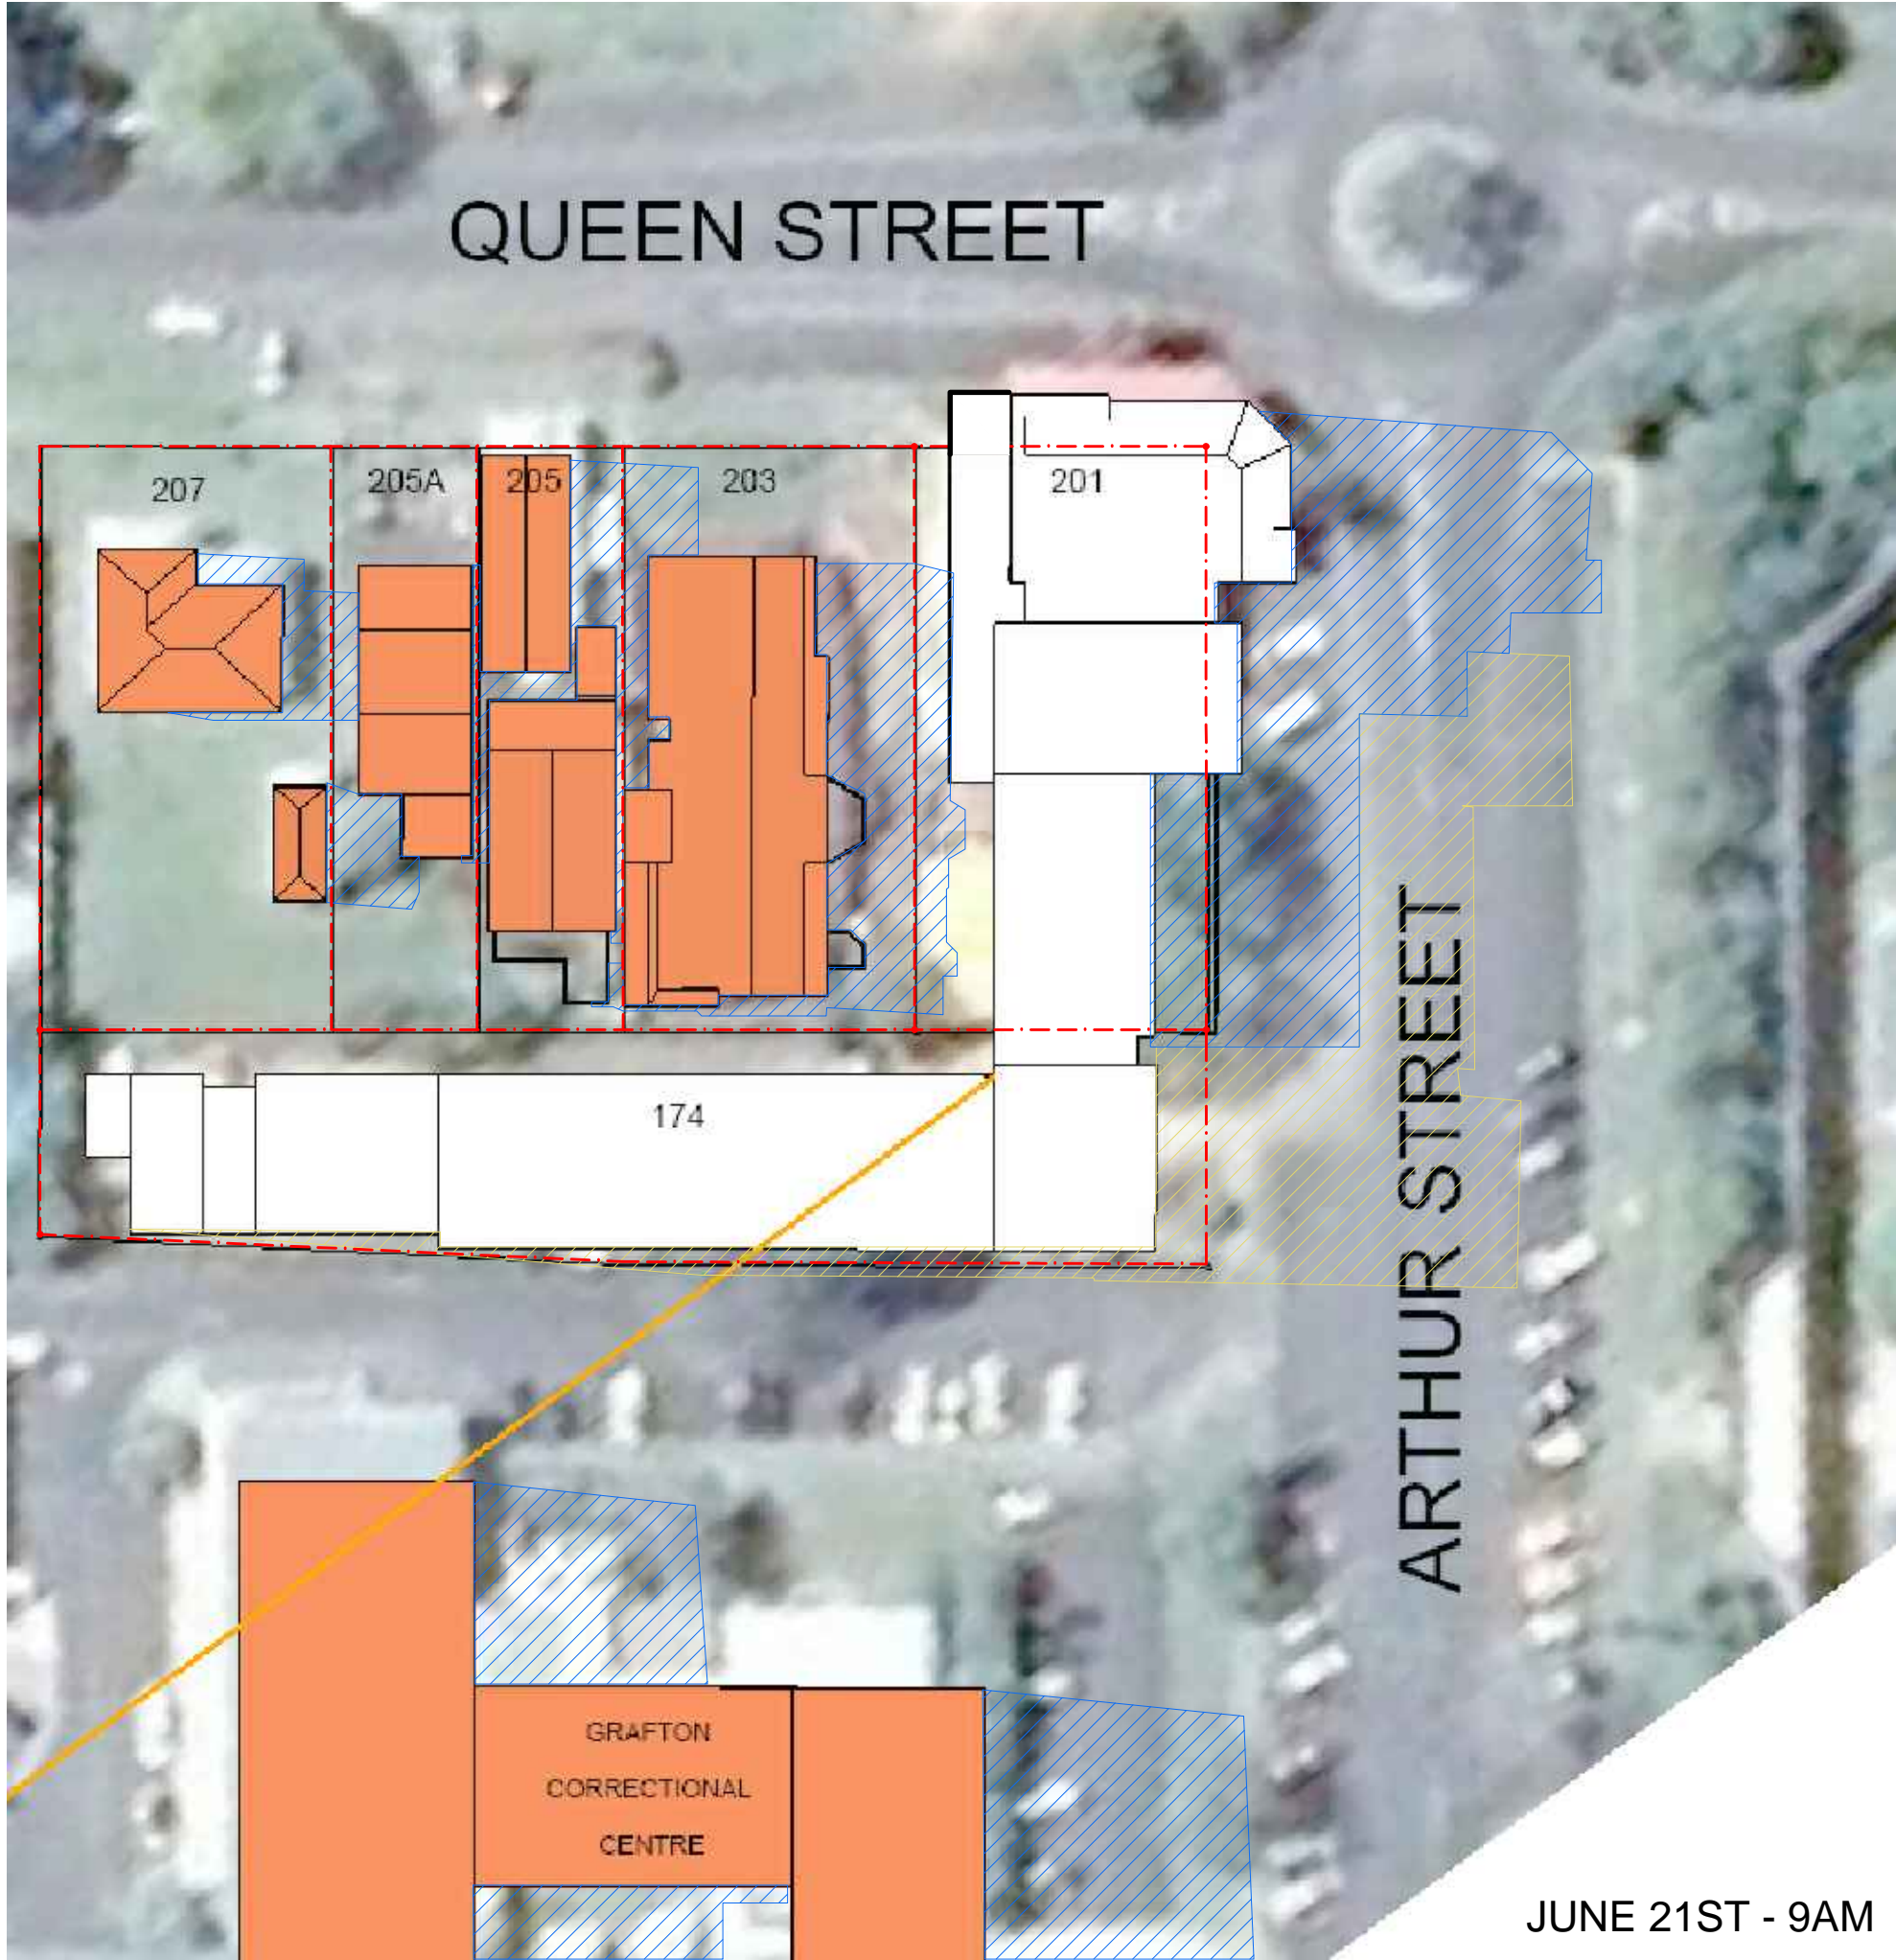 QUEEN STREET
207
205A
205
203
201
174
ARTHUR STREET
GRAFTON
CORRECTIONAL
CENTRE
JUNE 21ST - 9AM